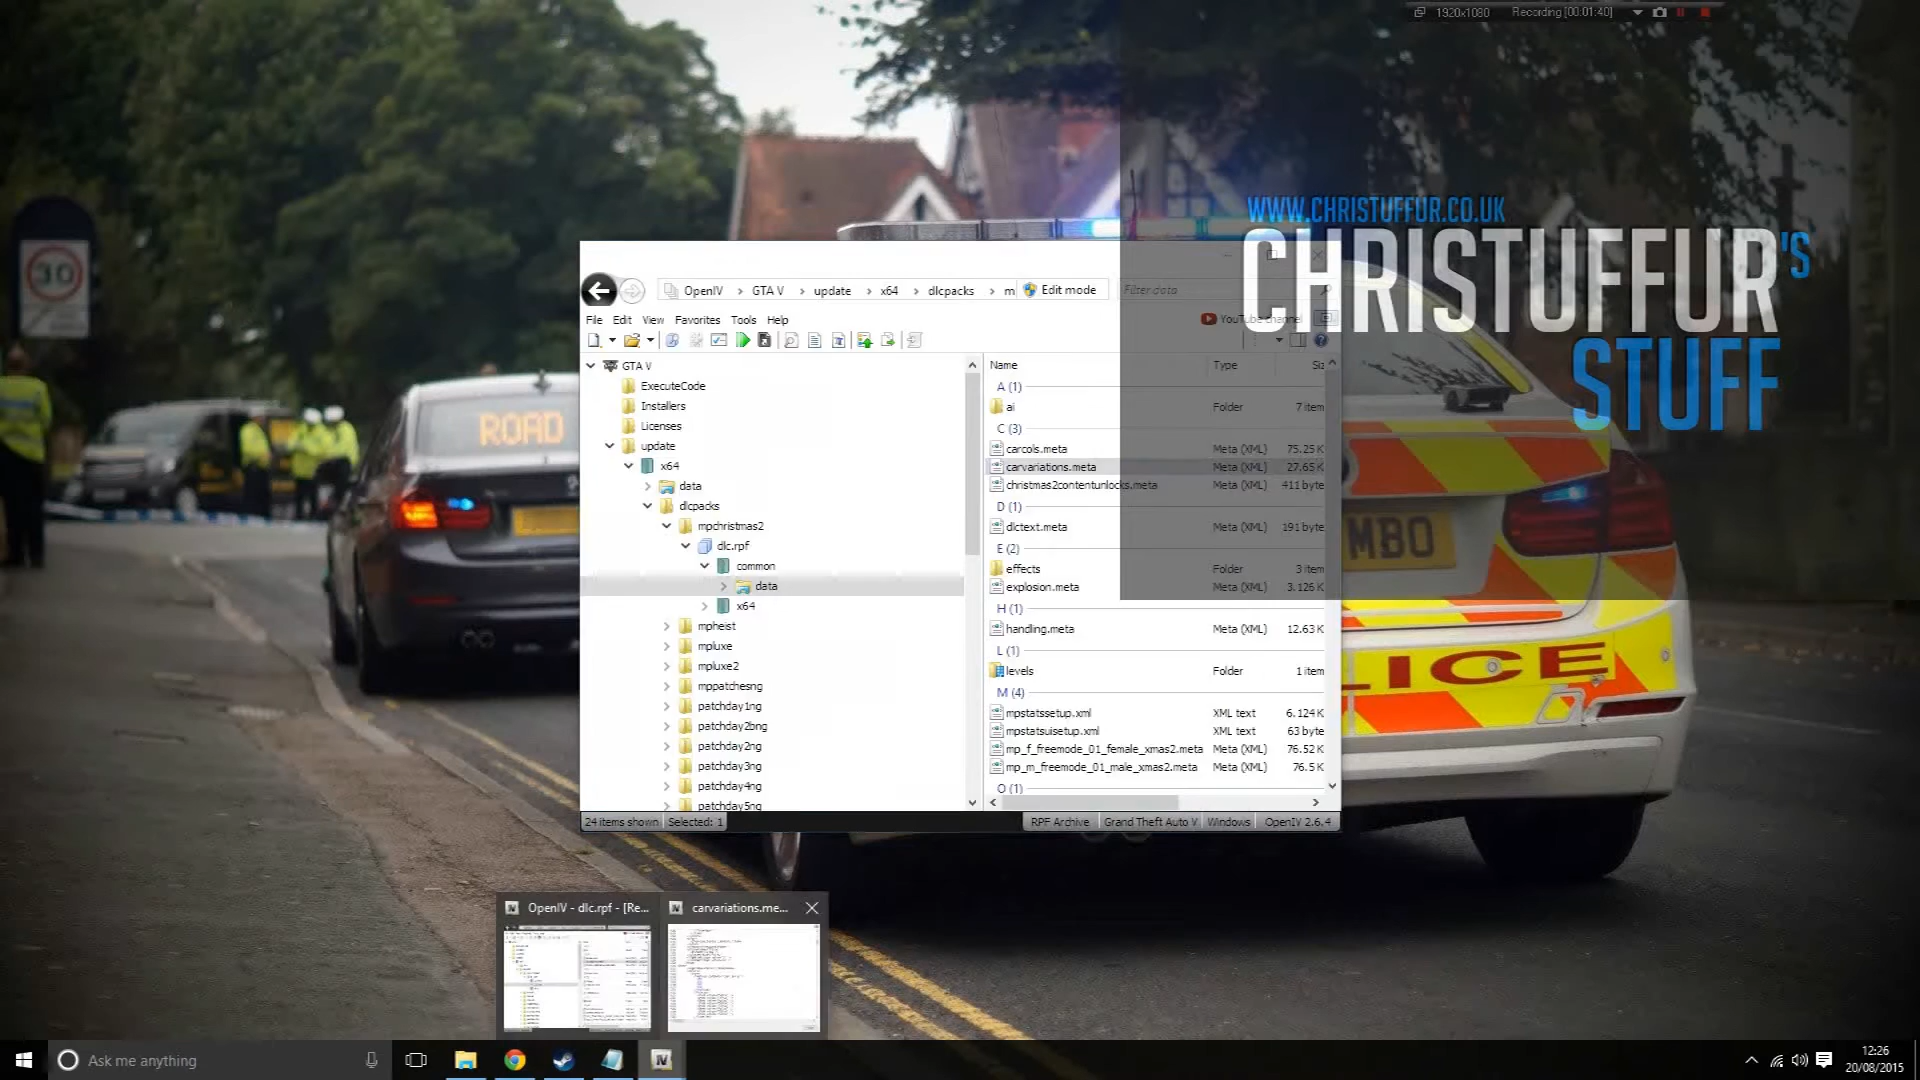 1920x1080 Recording [00:01:40]
WWW.CHRISTUFFUR.CO.UK
CHRISTUFFUR'S
STUFF
30
ROAD
MBO
LICE
OpenIV GTA V update x64 dlcpacks m Edit mode Filter data
File Edit View Favorites Tools Help YouTube channel
GTA V
ExecuteCode
Installers
Licenses
update
x64
data
dlcpacks
mpchristmas2
dlc.rpf
common
data
x64
mpheist
mpluxe
mpluxe2
mppatchesng
patchday1ng
patchday2bng
patchday2ng
patchday3ng
patchday4ng
patchday5ng
Name Type Siz
A (1)
ai Folder 7 item
C (3)
carcols.meta Meta (XML) 75.25 K
carvariations.meta Meta (XML) 27.65 K
christmas2contentunlocks.meta Meta (XML) 411 byte
D (1)
dlctext.meta Meta (XML) 191 byte
E (2)
effects Folder 3 item
explosion.meta Meta (XML) 3.126 K
H (1)
handling.meta Meta (XML) 12.63 K
L (1)
levels Folder 1 item
M (4)
mpstatssetup.xml XML text 6.124 K
mpstatsuisetup.xml XML text 63 byte
mp_f_freemode_01_female_xmas2.meta Meta (XML) 76.52 K
mp_m_freemode_01_male_xmas2.meta Meta (XML) 76.5 K
O (1)
24 items shown Selected: 1 RPF Archive Grand Theft Auto V Windows OpenIV 2.6.4
OpenIV - dlc.rpf - [Re... carvariations.me...
Ask me anything
12:26
20/08/2015